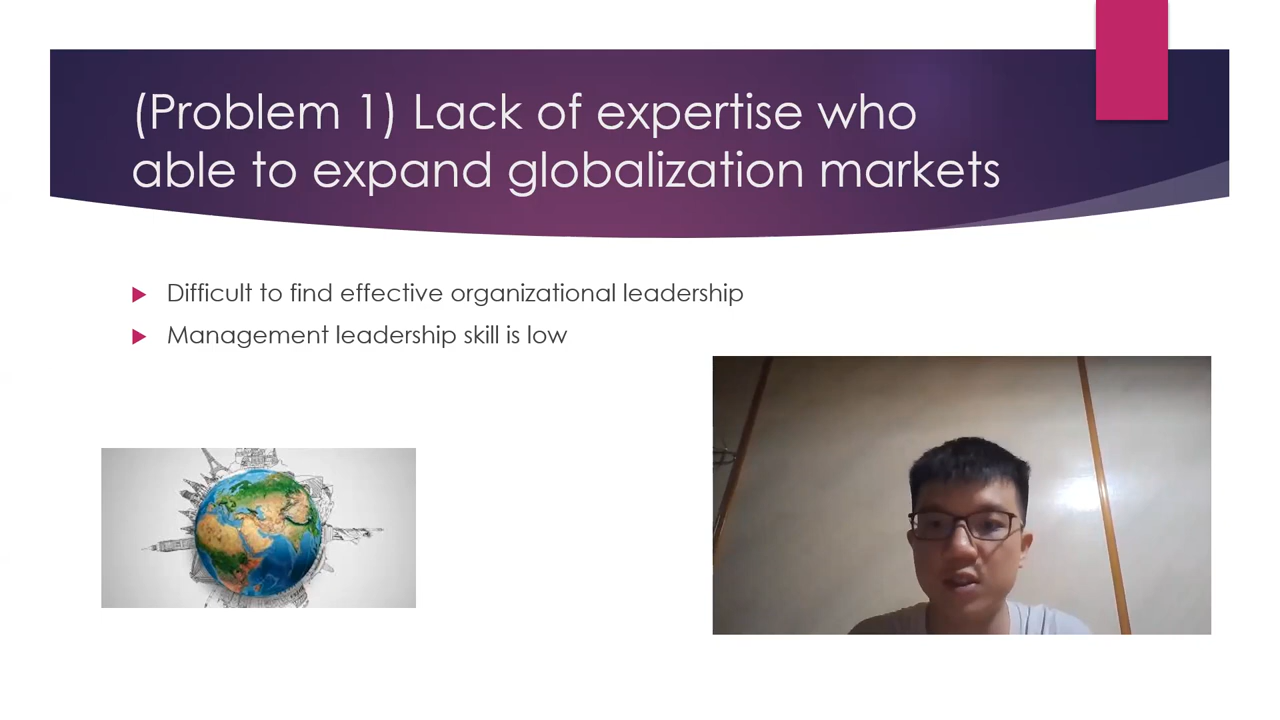 (Problem 1) Lack of expertise who
able to expand globalization markets
Difficult to find effective organizational leadership
Management leadership skill is low